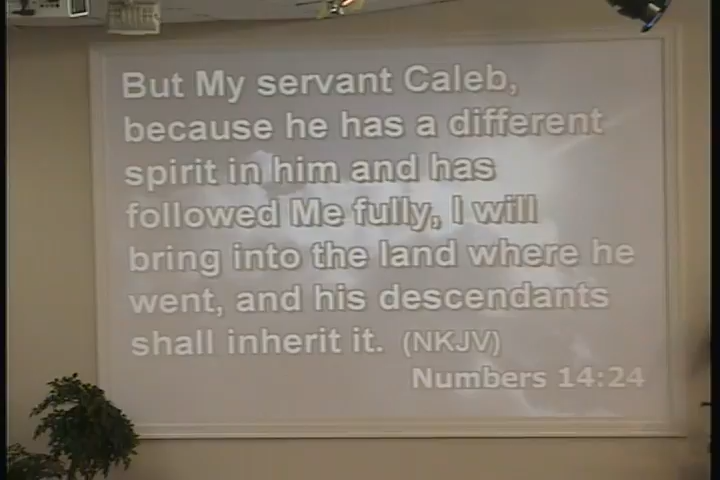 But My servant Caleb,
because he has a different
spirit in him and has
followed Me fully, I will
bring into the land where he
went, and his descendants
shall inherit it. (NKJV)
Numbers 14:24